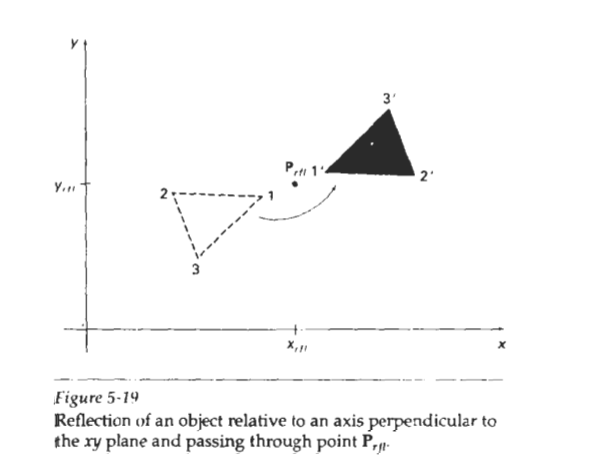 y
3′
P_rfl 1′
2′
y_rfl
2
1
3
x_rfl
x
Figure 5-19
Reflection of an object relative to an axis perpendicular to
the xy plane and passing through point P_rfl.